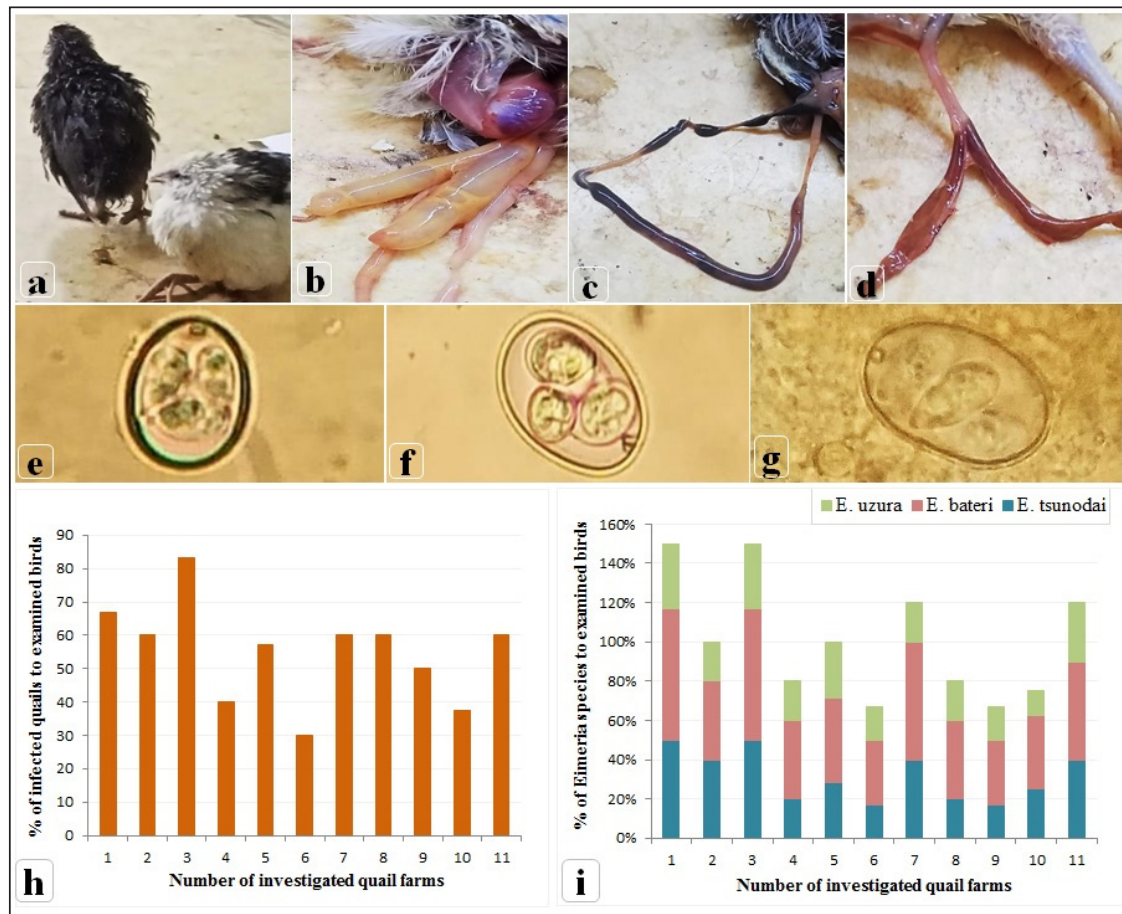 a
b
c
d
e
f
g
% of infected quails to examined birds
90
80
70
60
50
40
30
20
10
0
1 2 3 4 5 6 7 8 9 10 11
Number of investigated quail farms
h
E. uzura E. bateri E. tsunodai
% of Eimeria species to examined birds
160%
140%
120%
100%
80%
60%
40%
20%
0%
1 2 3 4 5 6 7 8 9 10 11
Number of investigated quail farms
i